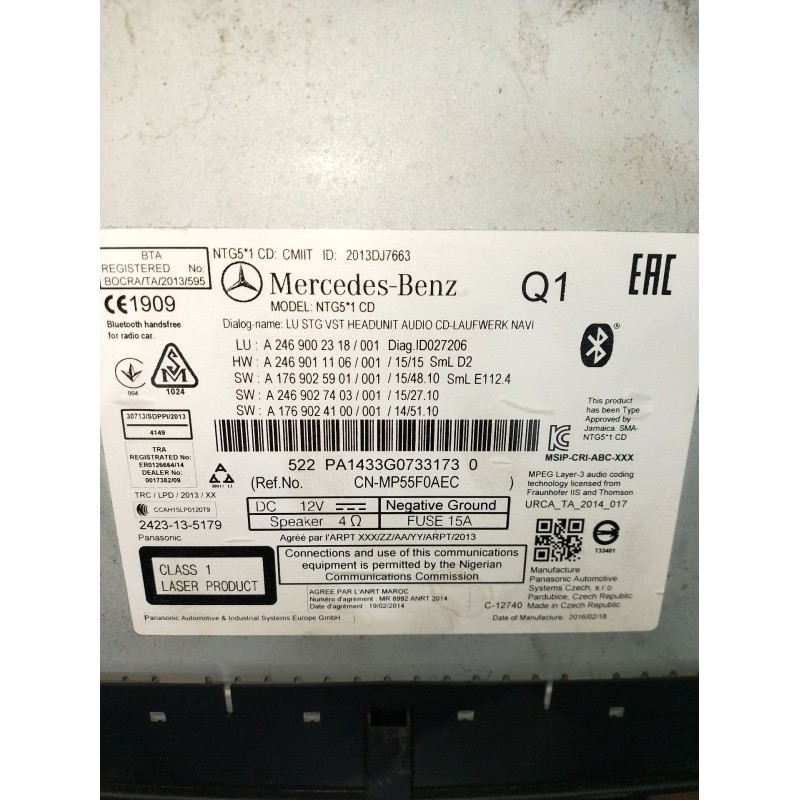 BTA
REGISTERED No:
BOCRA/TA/2013/595
NTG5*1 CD: CMIIT ID: 2013DJ7663
Mercedes-Benz
MODEL: NTG5*1 CD
Q1
EAC
CE1909
Bluetooth handsfree
for radio car.
Dialog-name: LU STG VST HEADUNIT AUDIO CD-LAUFWERK NAVI
LU : A 246 900 23 18 / 001 Diag.ID027206
HW : A 246 901 11 06 / 15/15 SmL D2
SW : A 176 902 59 01 / 15/48.10 SmL E112.4
SW : A 246 902 74 03 / 15/27.10
SW : A 176 902 41 00 / 001 / 14/51.10
004
1024
30713/SDPPI/2013
4149
TRA
REGISTERED No:
ER0126664/14
DEALER No:
0017382/09
TRC / LPD / 2013 / XX
CCAH15LP0120T9
2423-13-5179
Panasonic
522 PA1433G0733173 0
(Ref.No. CN-MP55F0AEC )
DC 12V Negative Ground
Speaker 4Ω FUSE 15A
Agréé par l'ARPT XXX/ZZ/AA/YY/ARPT/2013
Connections and use of this communications
equipment is permitted by the Nigerian
Communications Commission
CLASS 1
LASER PRODUCT
AGREE PAR L'ANRT MAROC
Numéro d'agrément : MR 8992 ANRT 2014
Date d'agrément : 19/02/2014
Panasonic Automotive & Industrial Systems Europe GmbH
This product
has been Type
Approved by
Jamaica: SMA-
NTG5*1 CD
MSIP-CRI-ABC-XXX
MPEG Layer-3 audio coding
technology licensed from
Fraunhofer IIS and Thomson
URCA_TA_2014_017
T33401
Manufacture
Panasonic Automotive
Systems Czech, s.r.o
Pardubice, Czech Republic
C-12740 Made in Czech Republic
Date of Manufacture: 2016/02/18